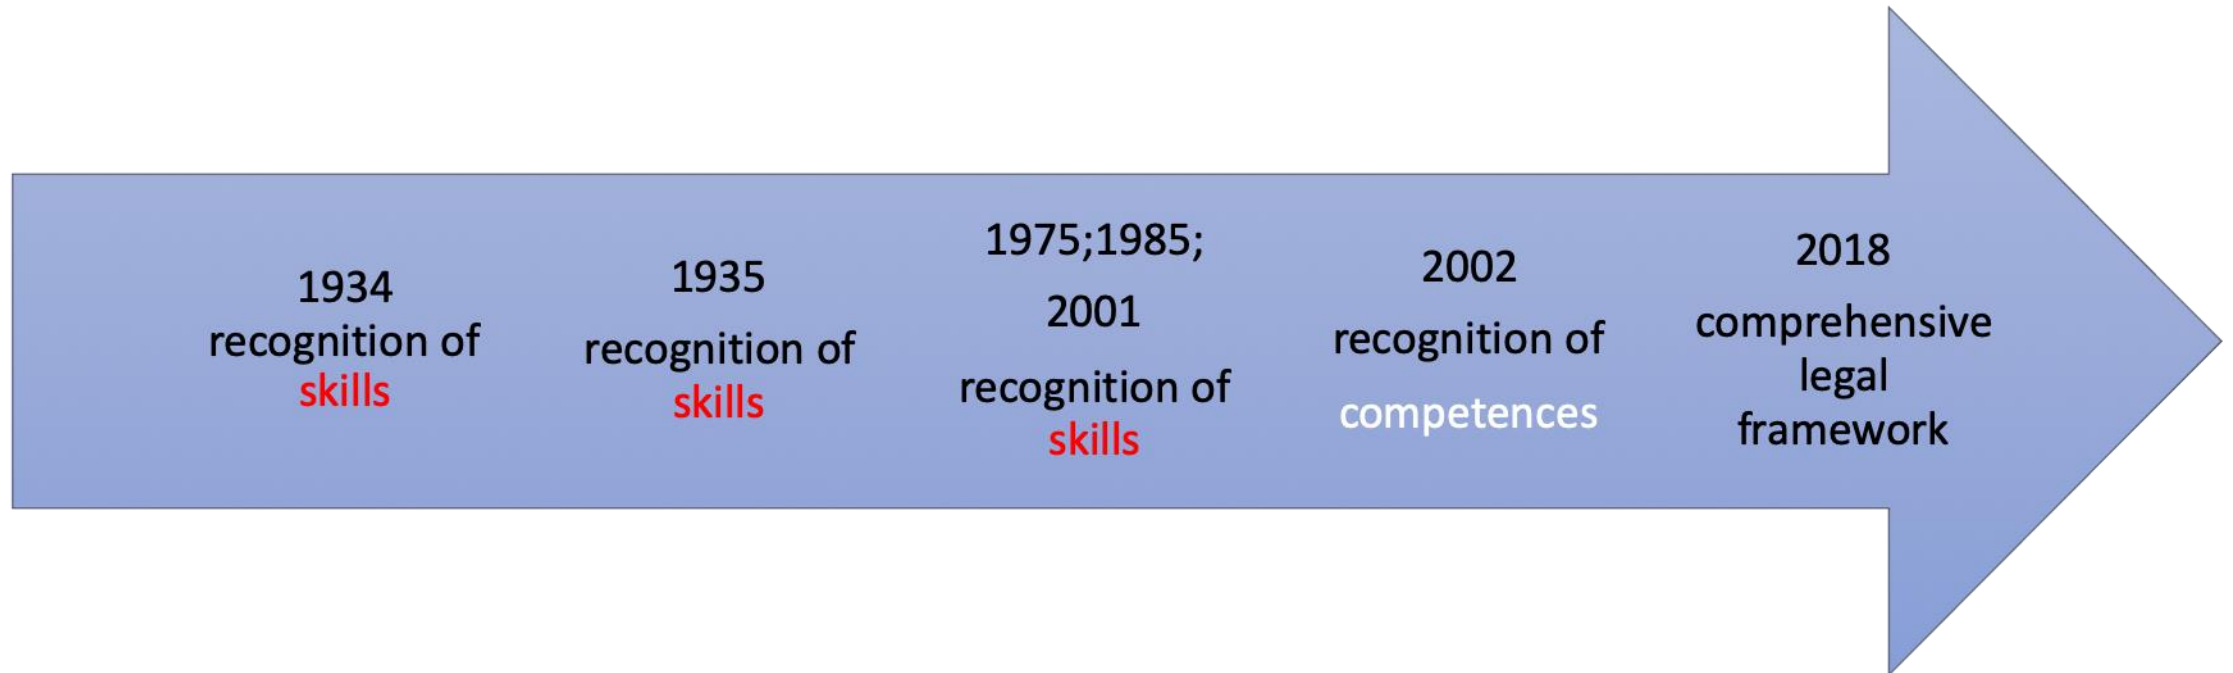 1934
recognition of
skills
1935
recognition of
skills
1975;1985;
2001
recognition of
skills
2002
recognition of
competences
2018
comprehensive
legal
framework